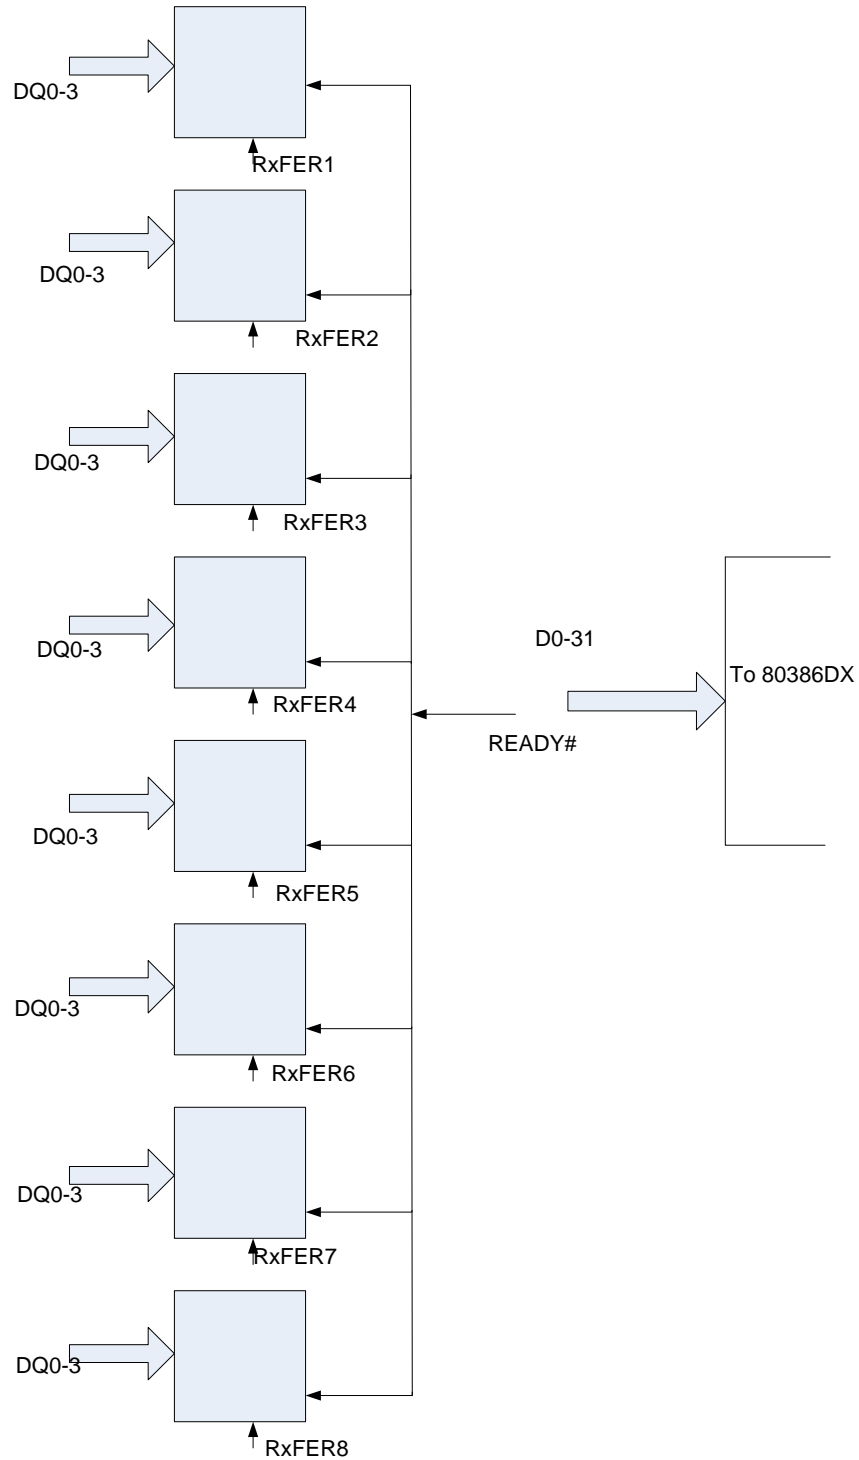 DQ0-3
RxFER1
DQ0-3
RxFER2
DQ0-3
RxFER3
DQ0-3
RxFER4
D0-31
To 80386DX
READY#
DQ0-3
RxFER5
DQ0-3
RxFER6
DQ0-3
RxFER7
DQ0-3
RxFER8